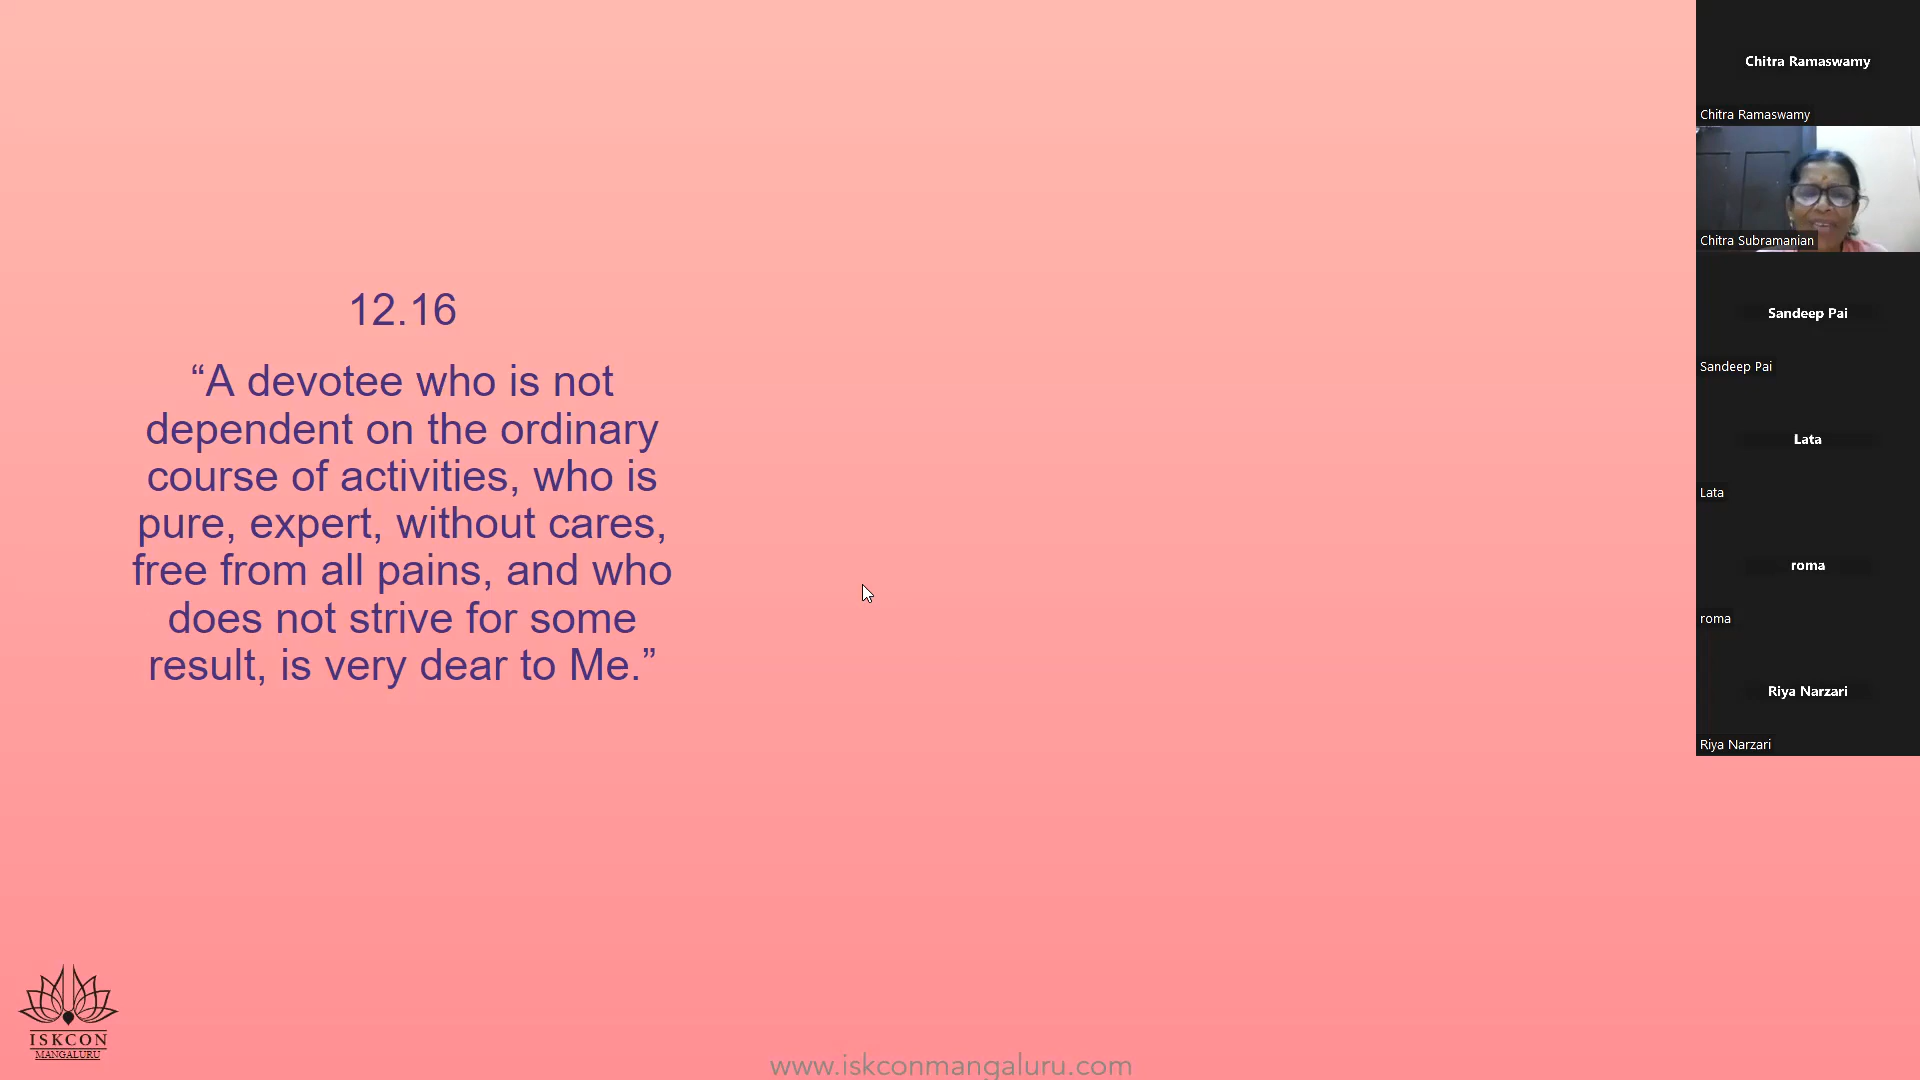 12.16
“A devotee who is not
dependent on the ordinary
course of activities, who is
pure, expert, without cares,
free from all pains, and who
does not strive for some
result, is very dear to Me.”
ISKCON
MANGALURU
www.iskconmangaluru.com
Chitra Ramaswamy
Chitra Ramaswamy
Chitra Subramanian
Sandeep Pai
Sandeep Pai
Lata
Lata
roma
roma
Riya Narzari
Riya Narzari